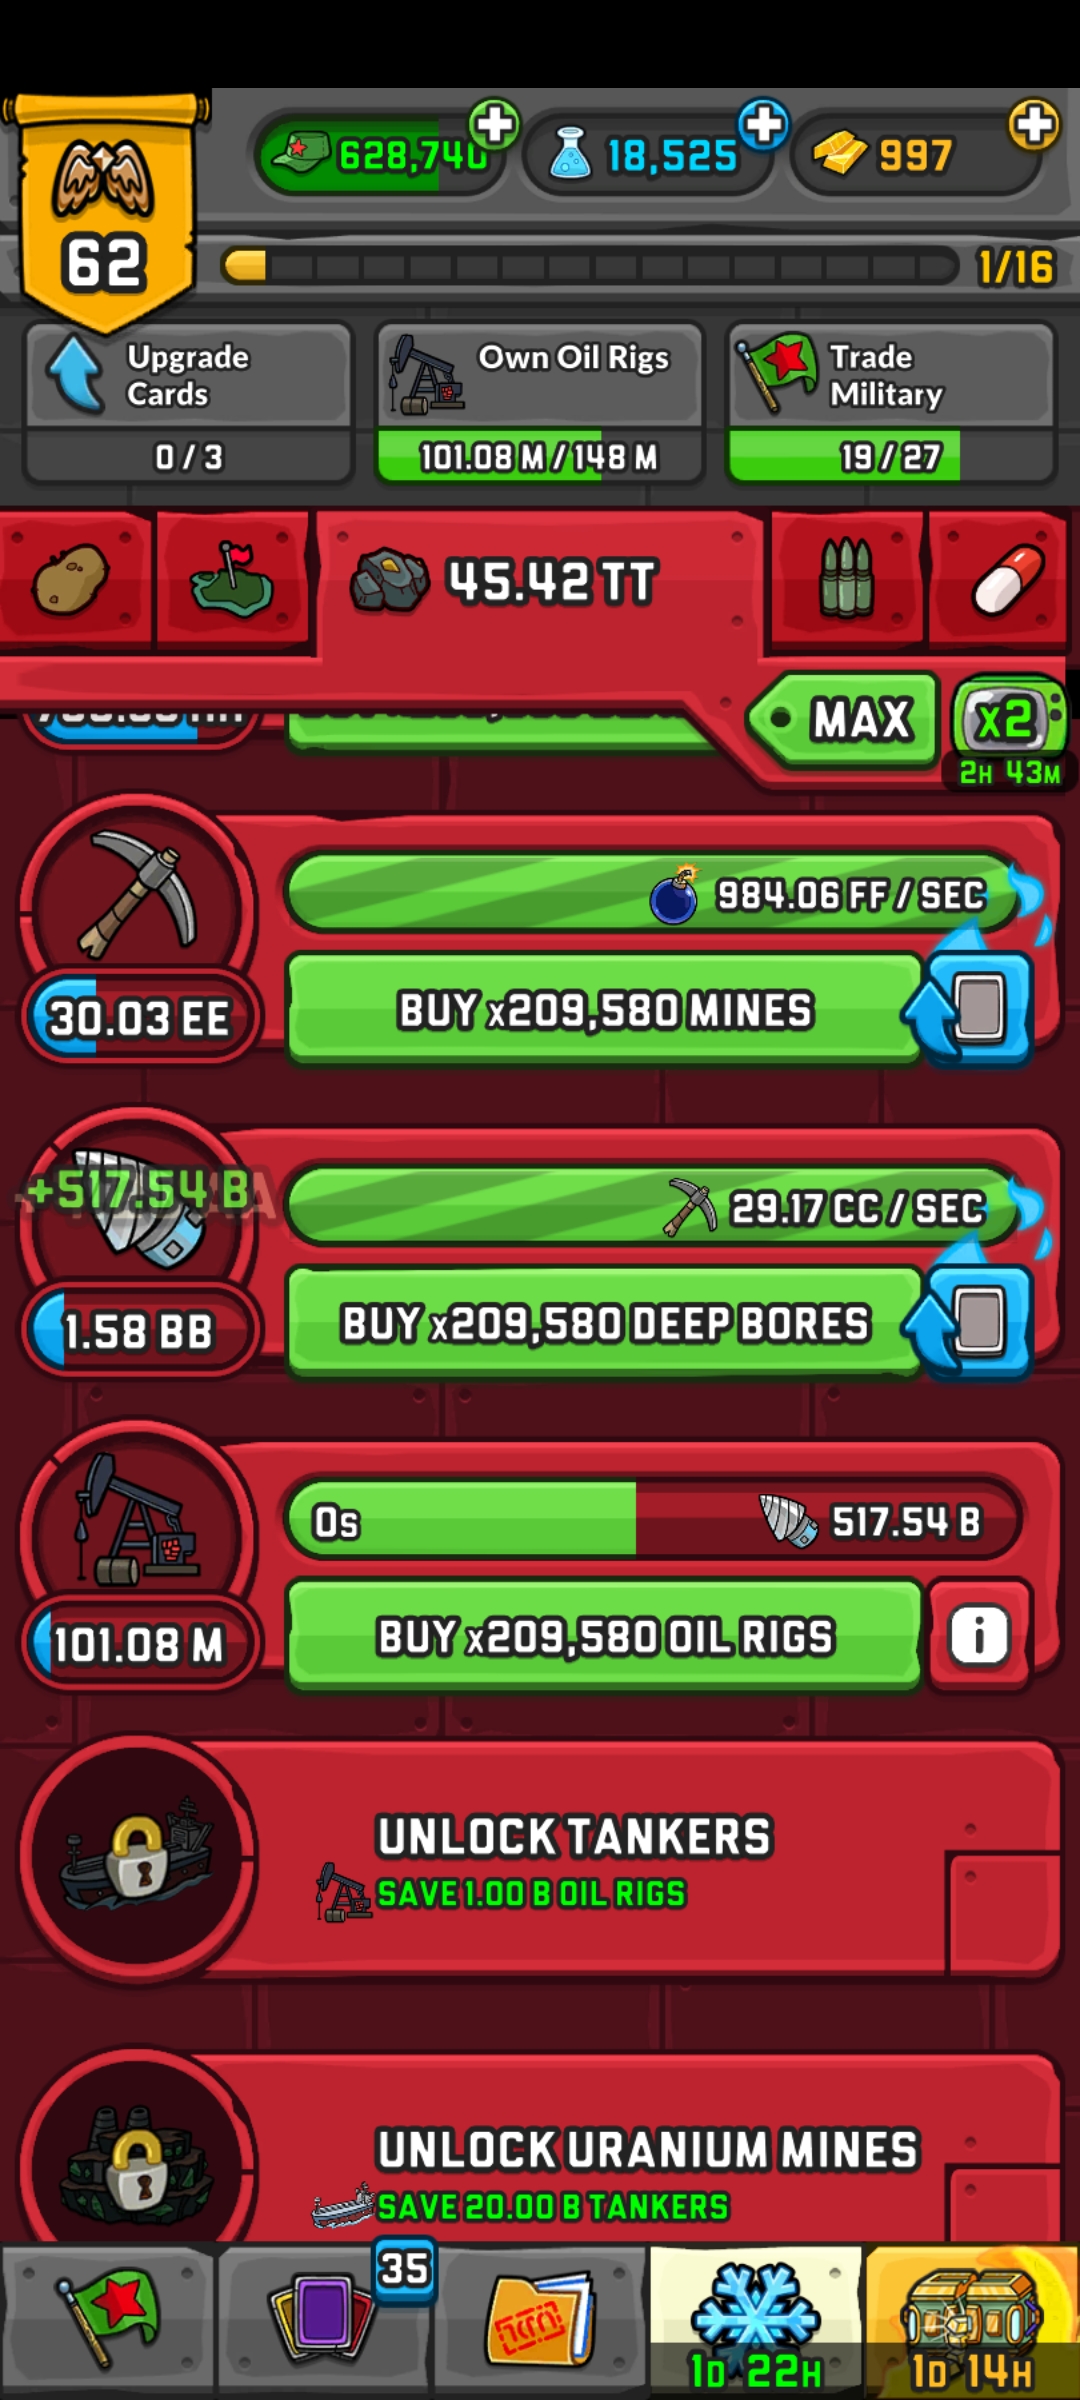 628,740
18,525
997
62
1/16
Upgrade
Cards
0 / 3
Own Oil Rigs
101.08 M / 148 M
Trade
Military
19 / 27
45.42 TT
MAX
x2
2H 43M
984.06 FF / SEC
30.03 EE
BUY x209,580 MINES
+517.54 B
29.17 CC / SEC
1.58 BB
BUY x209,580 DEEP BORES
0s
517.54 B
101.08 M
BUY x209,580 OIL RIGS
i
UNLOCK TANKERS
SAVE 1.00 B OIL RIGS
UNLOCK URANIUM MINES
SAVE 20.00 B TANKERS
35
1D 22H
1D 14H